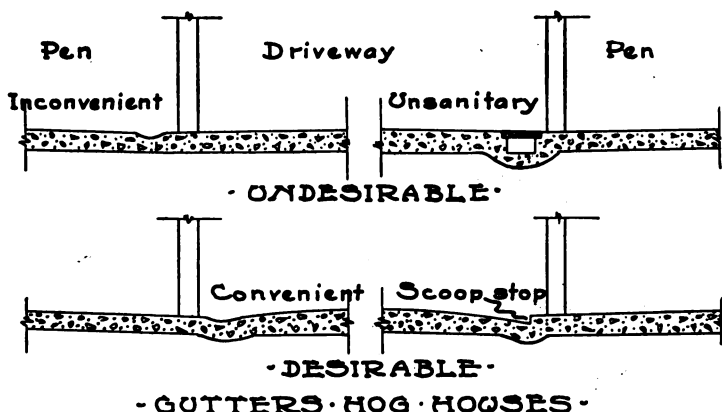 Pen Driveway Pen
Inconvenient Unsanitary
· UNDESIRABLE ·
Convenient Scoop stop
· DESIRABLE ·
- GUTTERS · HOG · HOUSES -